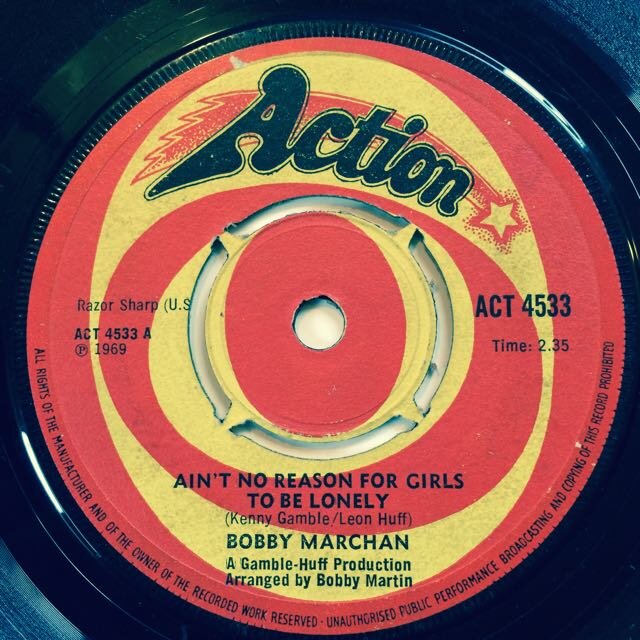 Action
Razor Sharp (U.S
ACT 4533 A
℗ 1969
ACT 4533
Time: 2.35
AIN'T NO REASON FOR GIRLS
TO BE LONELY
(Kenny Gamble/Leon Huff)
BOBBY MARCHAN
A Gamble-Huff Production
Arranged by Bobby Martin
ALL RIGHTS OF THE MANUFACTURER AND OF THE OWNER OF THE RECORDED WORK RESERVED · UNAUTHORISED PUBLIC PERFORMANCE BROADCASTING AND COPYING OF THIS RECORD PROHIBITED